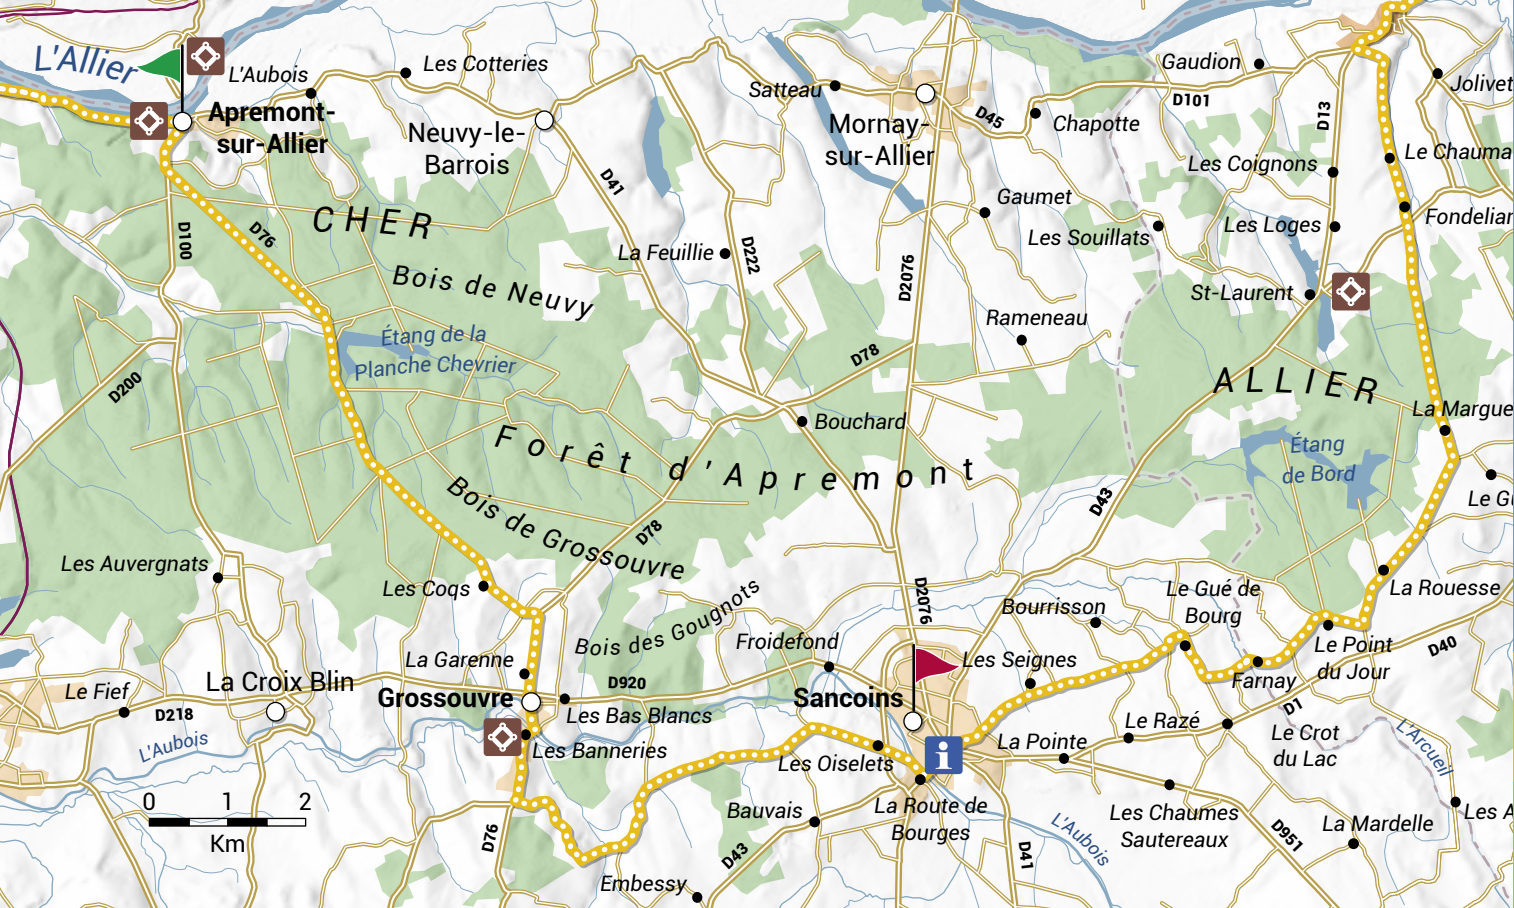 L'Allier
L'Aubois
Les Cotteries
Apremont-
sur-Allier
Neuvy-le-
Barrois
Satteau
Mornay-
sur-Allier
D45
Chapotte
Gaudion
D101
D13
Jolivet
Les Coignons
Le Chauma
D41
D100
D76
CHER
Bois de Neuvy
La Feuillie
D222
D2076
Gaumet
Les Souillats
Les Loges
Fondelian
St-Laurent
Rameneau
Étang de la
Planche Chevrier
D200
D78
Bouchard
ALLIER
La Margue
Étang
de Bord
Le G
Forêt d'Apremont
Bois de Grossouvre
D78
D43
Les Auvergnats
Les Coqs
D2076
Bois des Gougnots
Bourrisson
Le Gué de
Bourg
La Rouesse
Froidefond
La Garenne
Les Seignes
Le Point
du Jour
D40
Farnay
La Croix Blin
Le Fief
D218
Grossouvre
D920
Les Bas Blancs
Sancoins
D1
L'Aubois
Les Banneries
Les Oiselets
La Pointe
Le Razé
Le Crot
du Lac
L'Arcueil
0 1 2
Km
D76
Bauvais
La Route de
Bourges
L'Aubois
Les Chaumes
Sautereaux
D951
La Mardelle
Les A
D43
D41
Embessy